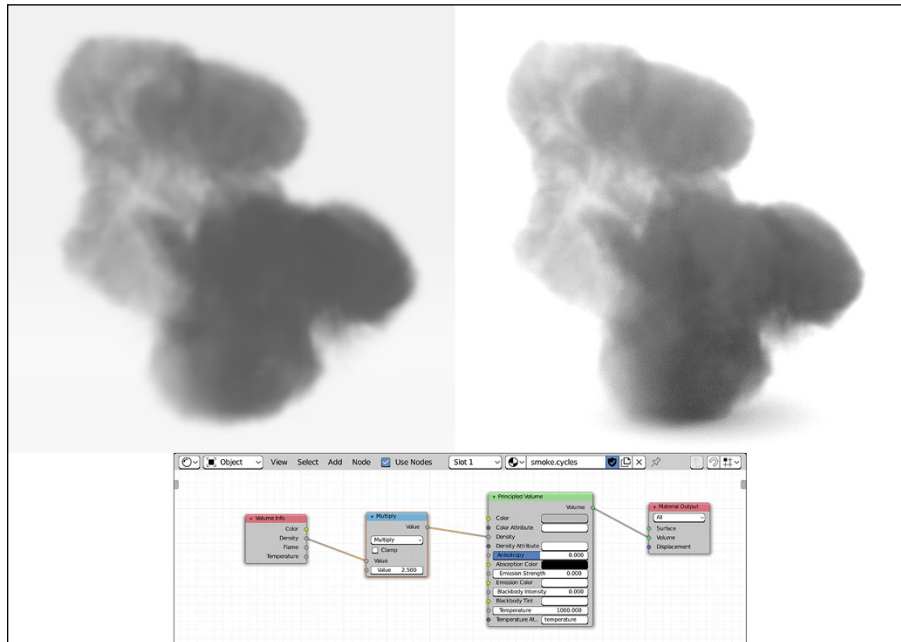 Object View Select Add Node Use Nodes Slot 1 smoke.cycles
Volume Info
Color
Density
Flame
Temperature
Multiply
Value
Multiply
Clamp
Value
Value 2.500
Principled Volume
Volume
Color
Color Attribute
Density
Density Attribute
Anisotropy 0.000
Absorption Color
Emission Strength 0.000
Emission Color
Blackbody Intensity 0.000
Blackbody Tint
Temperature 1000.000
Temperature At.. temperature
Material Output
All
Surface
Volume
Displacement